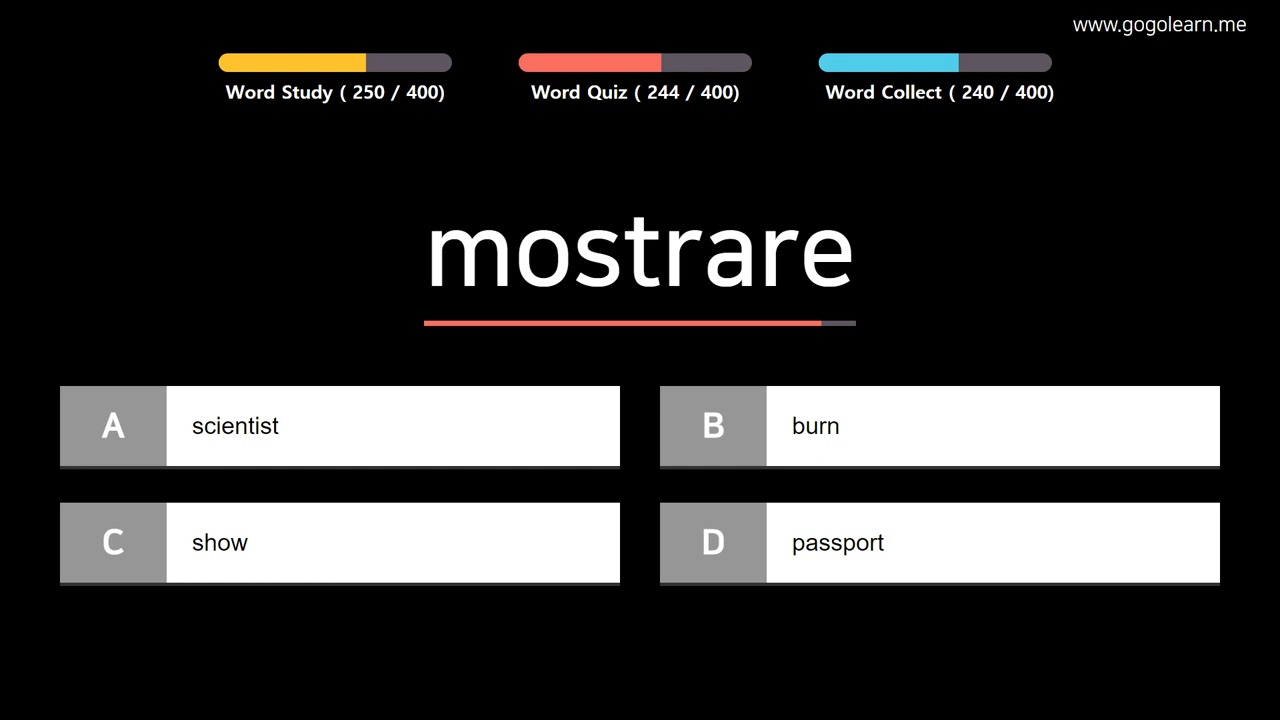 www.gogolearn.me
Word Study ( 250 / 400)
Word Quiz ( 244 / 400)
Word Collect ( 240 / 400)
mostrare
A scientist
B burn
C show
D passport